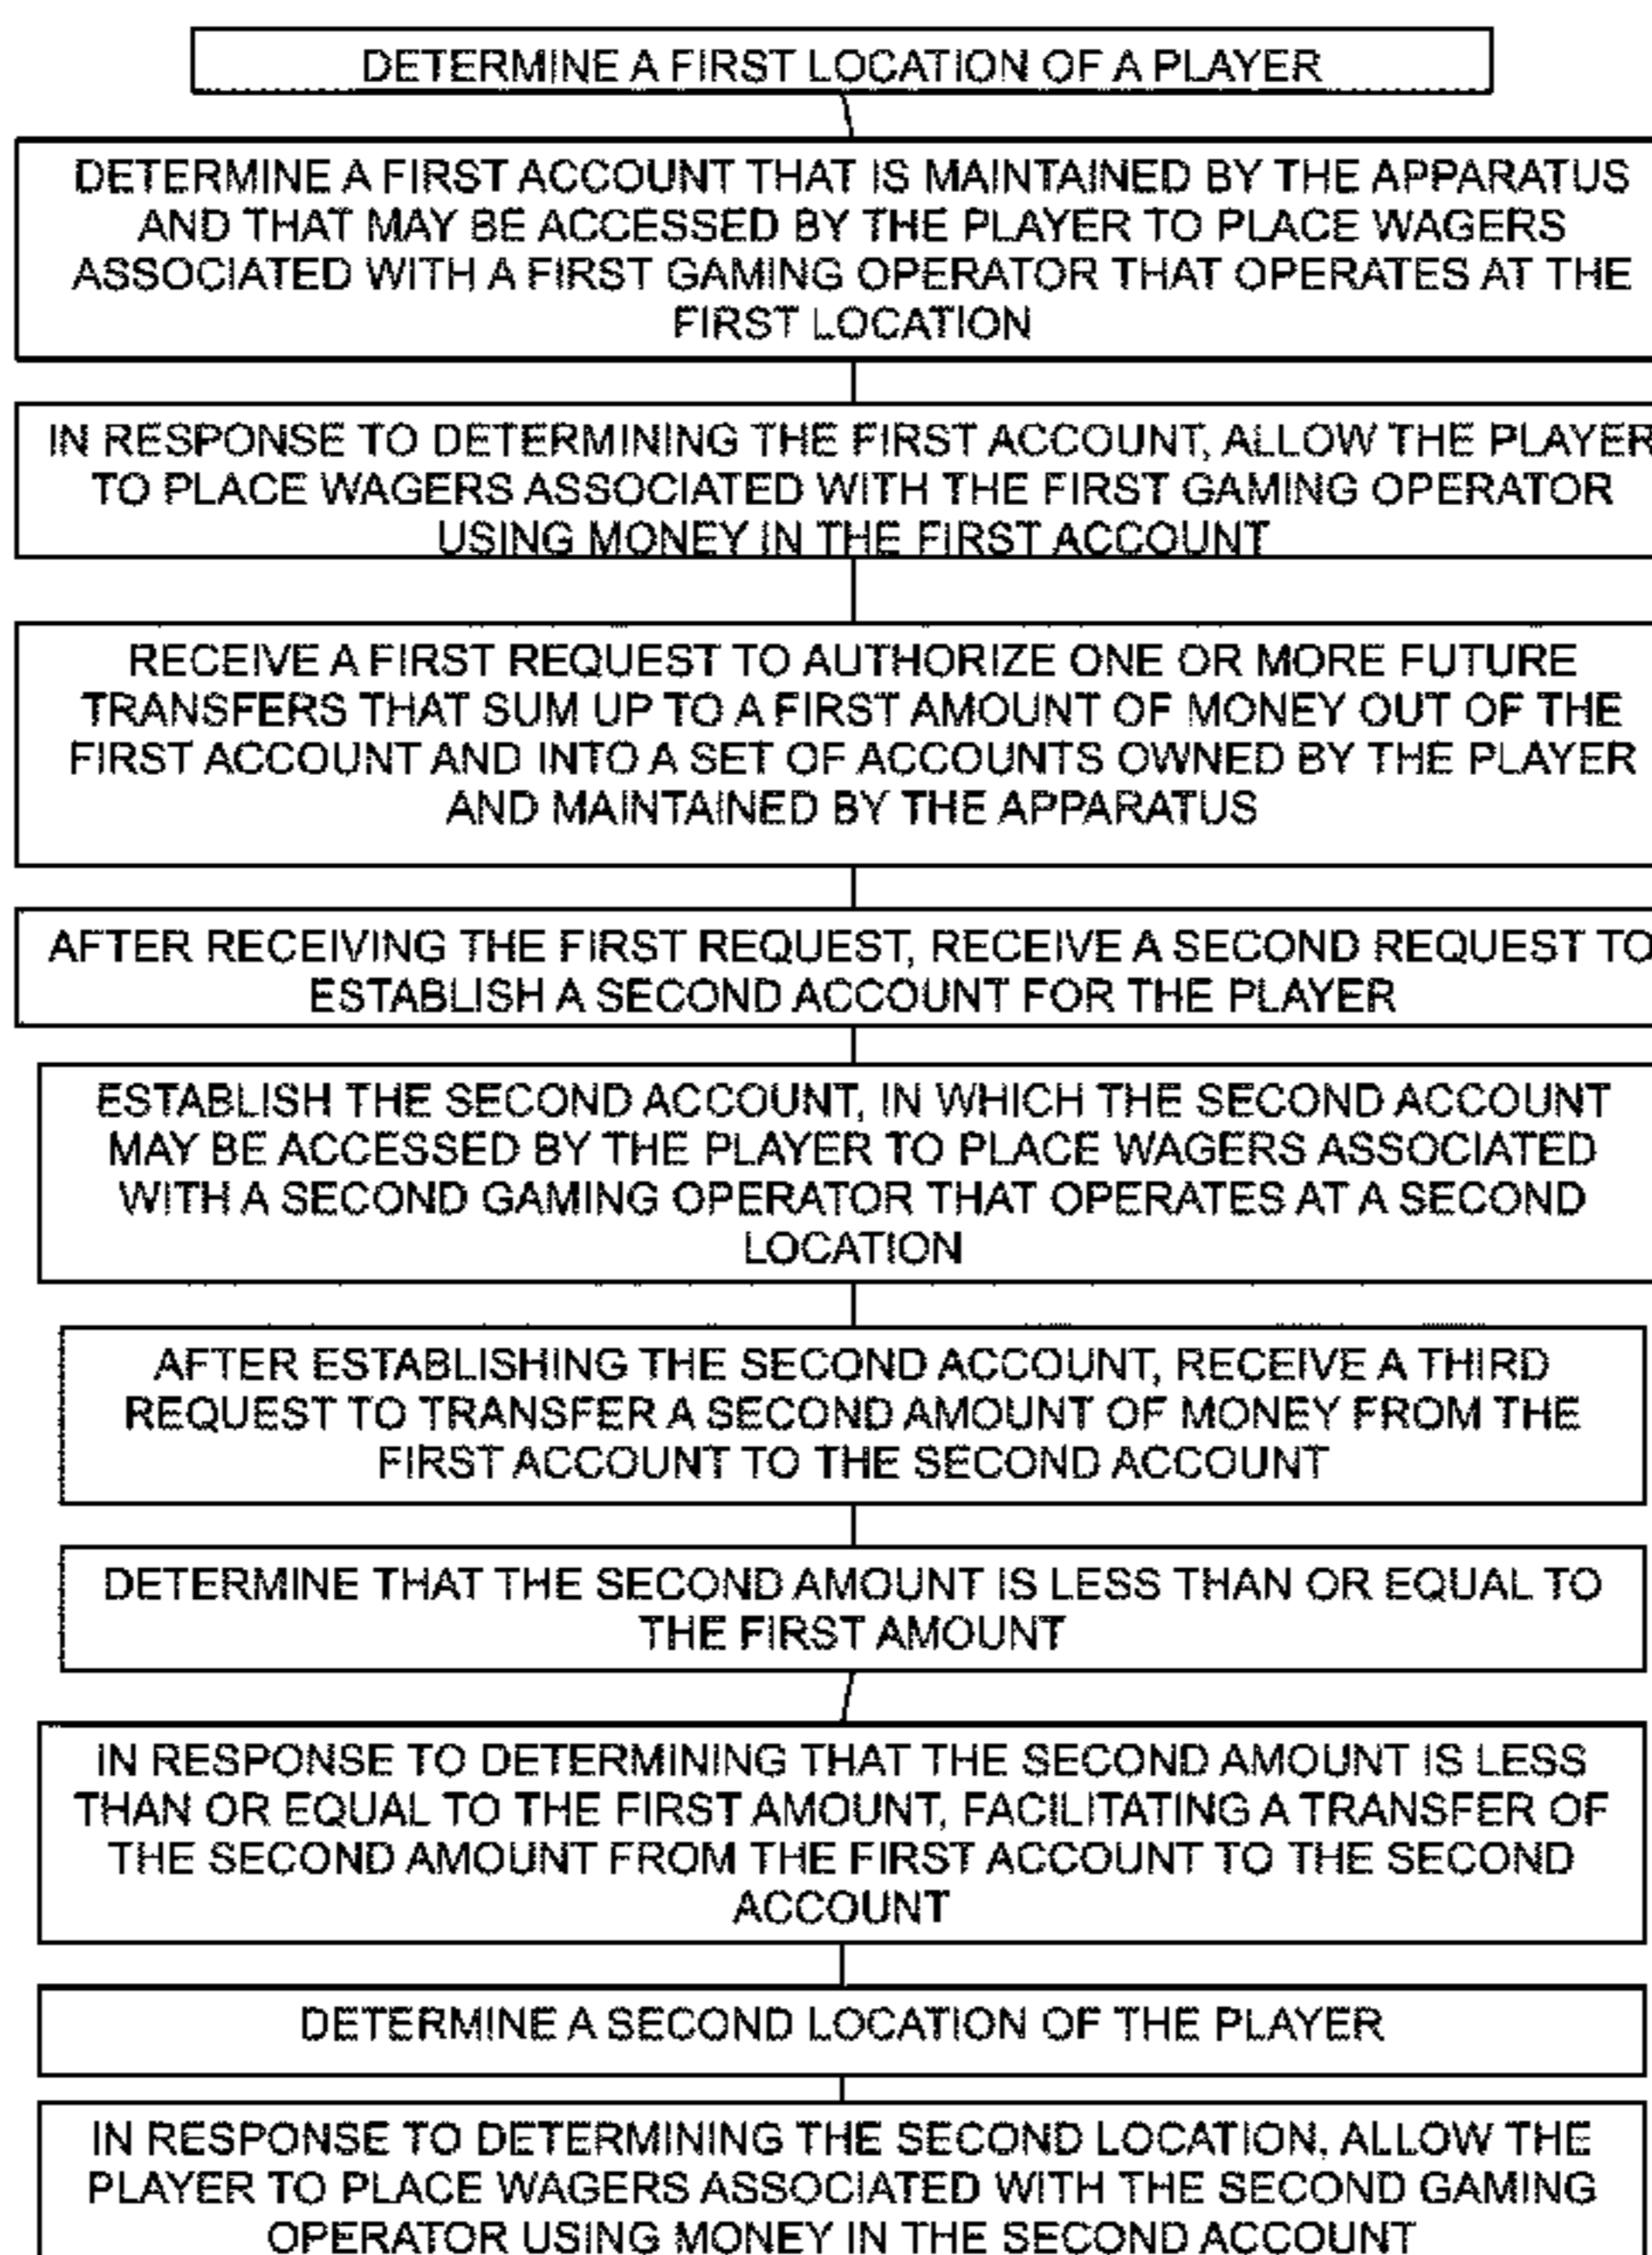 DETERMINE A FIRST LOCATION OF A PLAYER
DETERMINE A FIRST ACCOUNT THAT IS MAINTAINED BY THE APPARATUS
AND THAT MAY BE ACCESSED BY THE PLAYER TO PLACE WAGERS
ASSOCIATED WITH A FIRST GAMING OPERATOR THAT OPERATES AT THE
FIRST LOCATION
IN RESPONSE TO DETERMINING THE FIRST ACCOUNT, ALLOW THE PLAYER
TO PLACE WAGERS ASSOCIATED WITH THE FIRST GAMING OPERATOR
USING MONEY IN THE FIRST ACCOUNT
RECEIVE A FIRST REQUEST TO AUTHORIZE ONE OR MORE FUTURE
TRANSFERS THAT SUM UP TO A FIRST AMOUNT OF MONEY OUT OF THE
FIRST ACCOUNT AND INTO A SET OF ACCOUNTS OWNED BY THE PLAYER
AND MAINTAINED BY THE APPARATUS
AFTER RECEIVING THE FIRST REQUEST, RECEIVE A SECOND REQUEST TO
ESTABLISH A SECOND ACCOUNT FOR THE PLAYER
ESTABLISH THE SECOND ACCOUNT, IN WHICH THE SECOND ACCOUNT
MAY BE ACCESSED BY THE PLAYER TO PLACE WAGERS ASSOCIATED
WITH A SECOND GAMING OPERATOR THAT OPERATES AT A SECOND
LOCATION
AFTER ESTABLISHING THE SECOND ACCOUNT, RECEIVE A THIRD
REQUEST TO TRANSFER A SECOND AMOUNT OF MONEY FROM THE
FIRST ACCOUNT TO THE SECOND ACCOUNT
DETERMINE THAT THE SECOND AMOUNT IS LESS THAN OR EQUAL TO
THE FIRST AMOUNT
IN RESPONSE TO DETERMINING THAT THE SECOND AMOUNT IS LESS
THAN OR EQUAL TO THE FIRST AMOUNT, FACILITATING A TRANSFER OF
THE SECOND AMOUNT FROM THE FIRST ACCOUNT TO THE SECOND
ACCOUNT
DETERMINE A SECOND LOCATION OF THE PLAYER
IN RESPONSE TO DETERMINING THE SECOND LOCATION, ALLOW THE
PLAYER TO PLACE WAGERS ASSOCIATED WITH THE SECOND GAMING
OPERATOR USING MONEY IN THE SECOND ACCOUNT